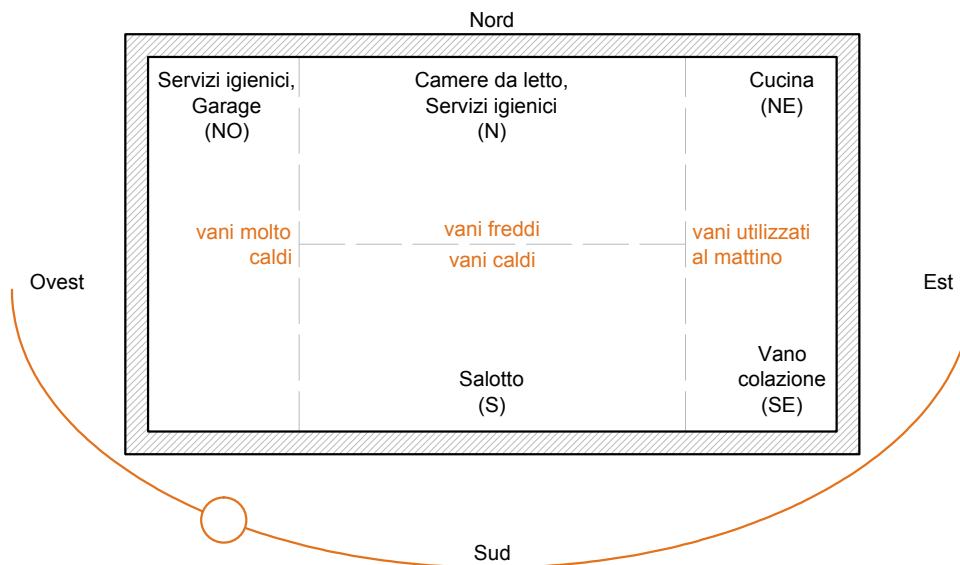 Nord
Servizi igienici,
Garage
(NO)
Camere da letto,
Servizi igienici
(N)
Cucina
(NE)
vani molto
caldi
vani freddi
vani caldi
vani utilizzati
al mattino
Ovest
Est
Salotto
(S)
Vano
colazione
(SE)
Sud